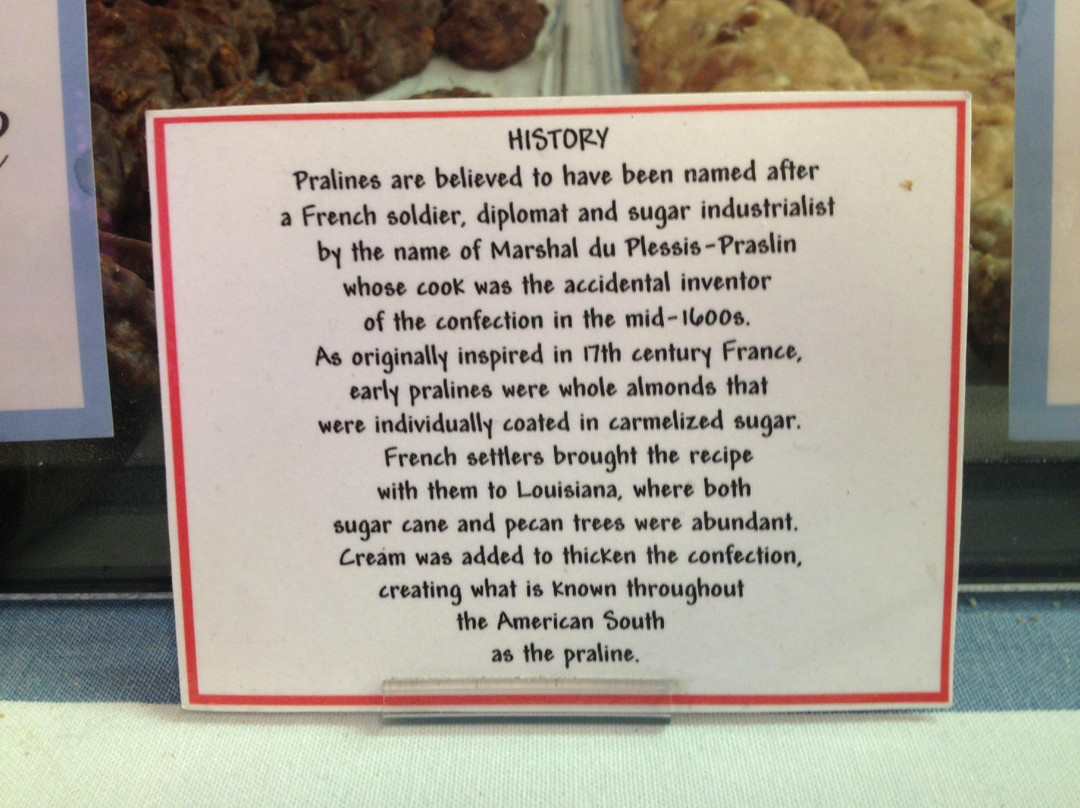 HISTORY
Pralines are believed to have been named after
a French soldier, diplomat and sugar industrialist
by the name of Marshal du Plessis-Praslin
whose cook was the accidental inventor
of the confection in the mid-1600s.
As originally inspired in 17th century France,
early pralines were whole almonds that
were individually coated in carmelized sugar.
French settlers brought the recipe
with them to Louisiana, where both
sugar cane and pecan trees were abundant.
Cream was added to thicken the confection,
creating what is known throughout
the American South
as the praline.